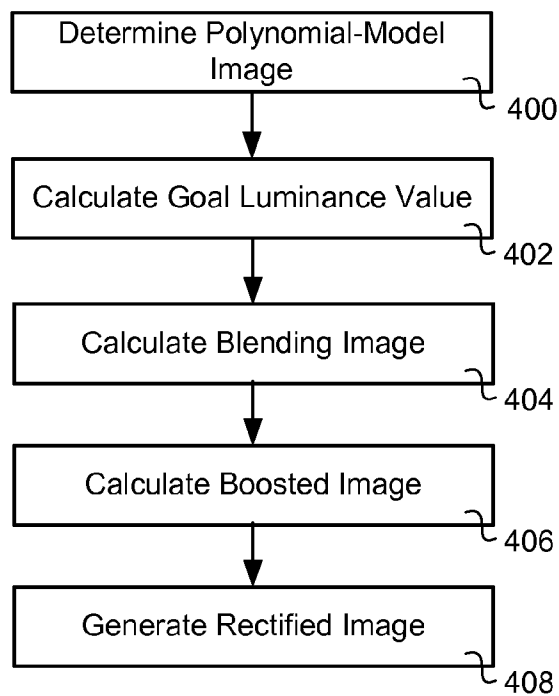 Determine Polynomial-Model
Image
400
Calculate Goal Luminance Value
402
Calculate Blending Image
404
Calculate Boosted Image
406
Generate Rectified Image
408